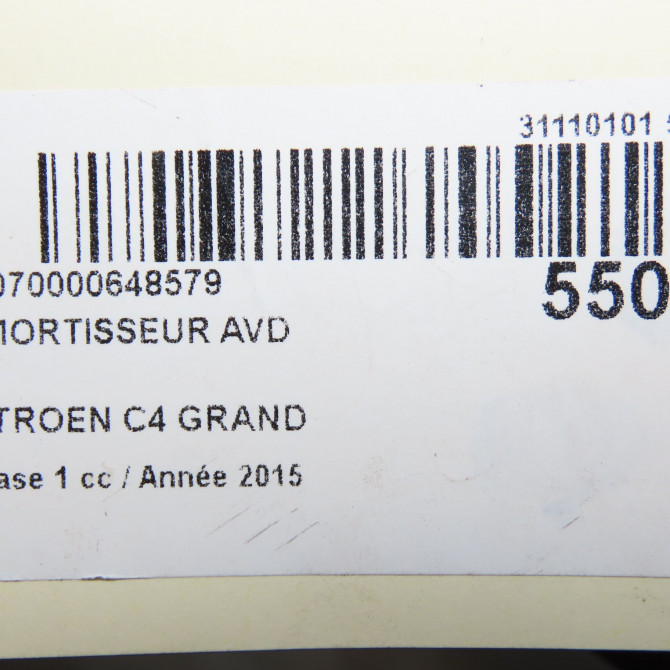 31110101
070000648579
550
MORTISSEUR AVD
TROEN C4 GRAND
ase 1 cc / Année 2015